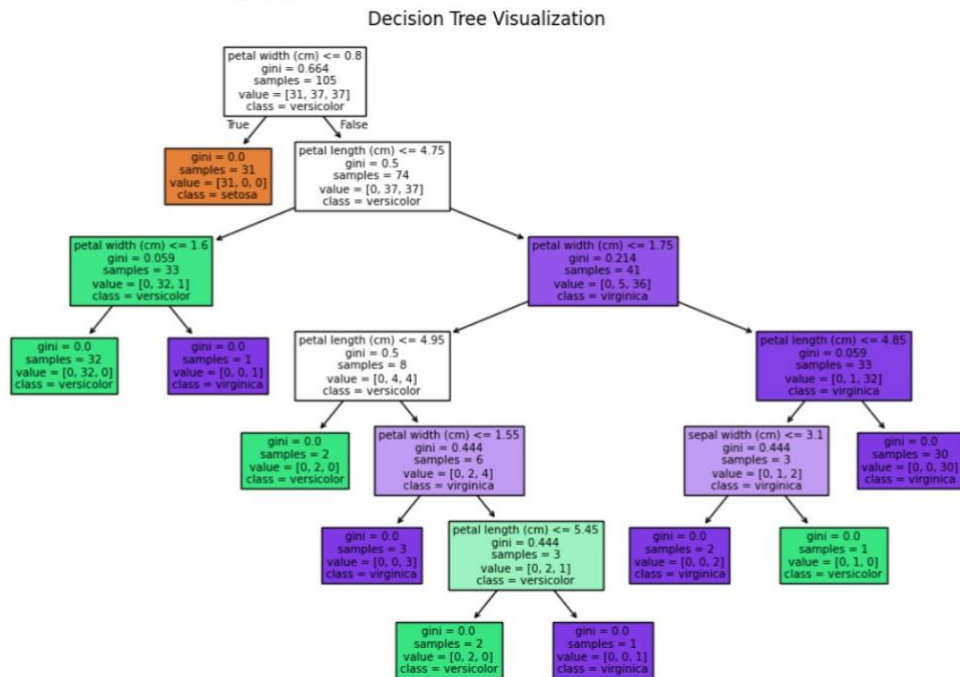 Decision Tree Visualization
petal width (cm) <= 0.8
gini = 0.664
samples = 105
value = [31, 37, 37]
class = versicolor
True
False
gini = 0.0
samples = 31
value = [31, 0, 0]
class = setosa
petal length (cm) <= 4.75
gini = 0.5
samples = 74
value = [0, 37, 37]
class = versicolor
petal width (cm) <= 1.6
gini = 0.059
samples = 33
value = [0, 32, 1]
class = versicolor
petal width (cm) <= 1.75
gini = 0.214
samples = 41
value = [0, 5, 36]
class = virginica
gini = 0.0
samples = 32
value = [0, 32, 0]
class = versicolor
gini = 0.0
samples = 1
value = [0, 0, 1]
class = virginica
petal length (cm) <= 4.95
gini = 0.5
samples = 8
value = [0, 4, 4]
class = versicolor
petal length (cm) <= 4.85
gini = 0.059
samples = 33
value = [0, 1, 32]
class = virginica
gini = 0.0
samples = 2
value = [0, 2, 0]
class = versicolor
petal width (cm) <= 1.55
gini = 0.444
samples = 6
value = [0, 2, 4]
class = virginica
sepal width (cm) <= 3.1
gini = 0.444
samples = 3
value = [0, 1, 2]
class = virginica
gini = 0.0
samples = 30
value = [0, 0, 30]
class = virginica
gini = 0.0
samples = 3
value = [0, 0, 3]
class = virginica
petal length (cm) <= 5.45
gini = 0.444
samples = 3
value = [0, 2, 1]
class = versicolor
gini = 0.0
samples = 2
value = [0, 0, 2]
class = virginica
gini = 0.0
samples = 1
value = [0, 1, 0]
class = versicolor
gini = 0.0
samples = 2
value = [0, 2, 0]
class = versicolor
gini = 0.0
samples = 1
value = [0, 0, 1]
class = virginica